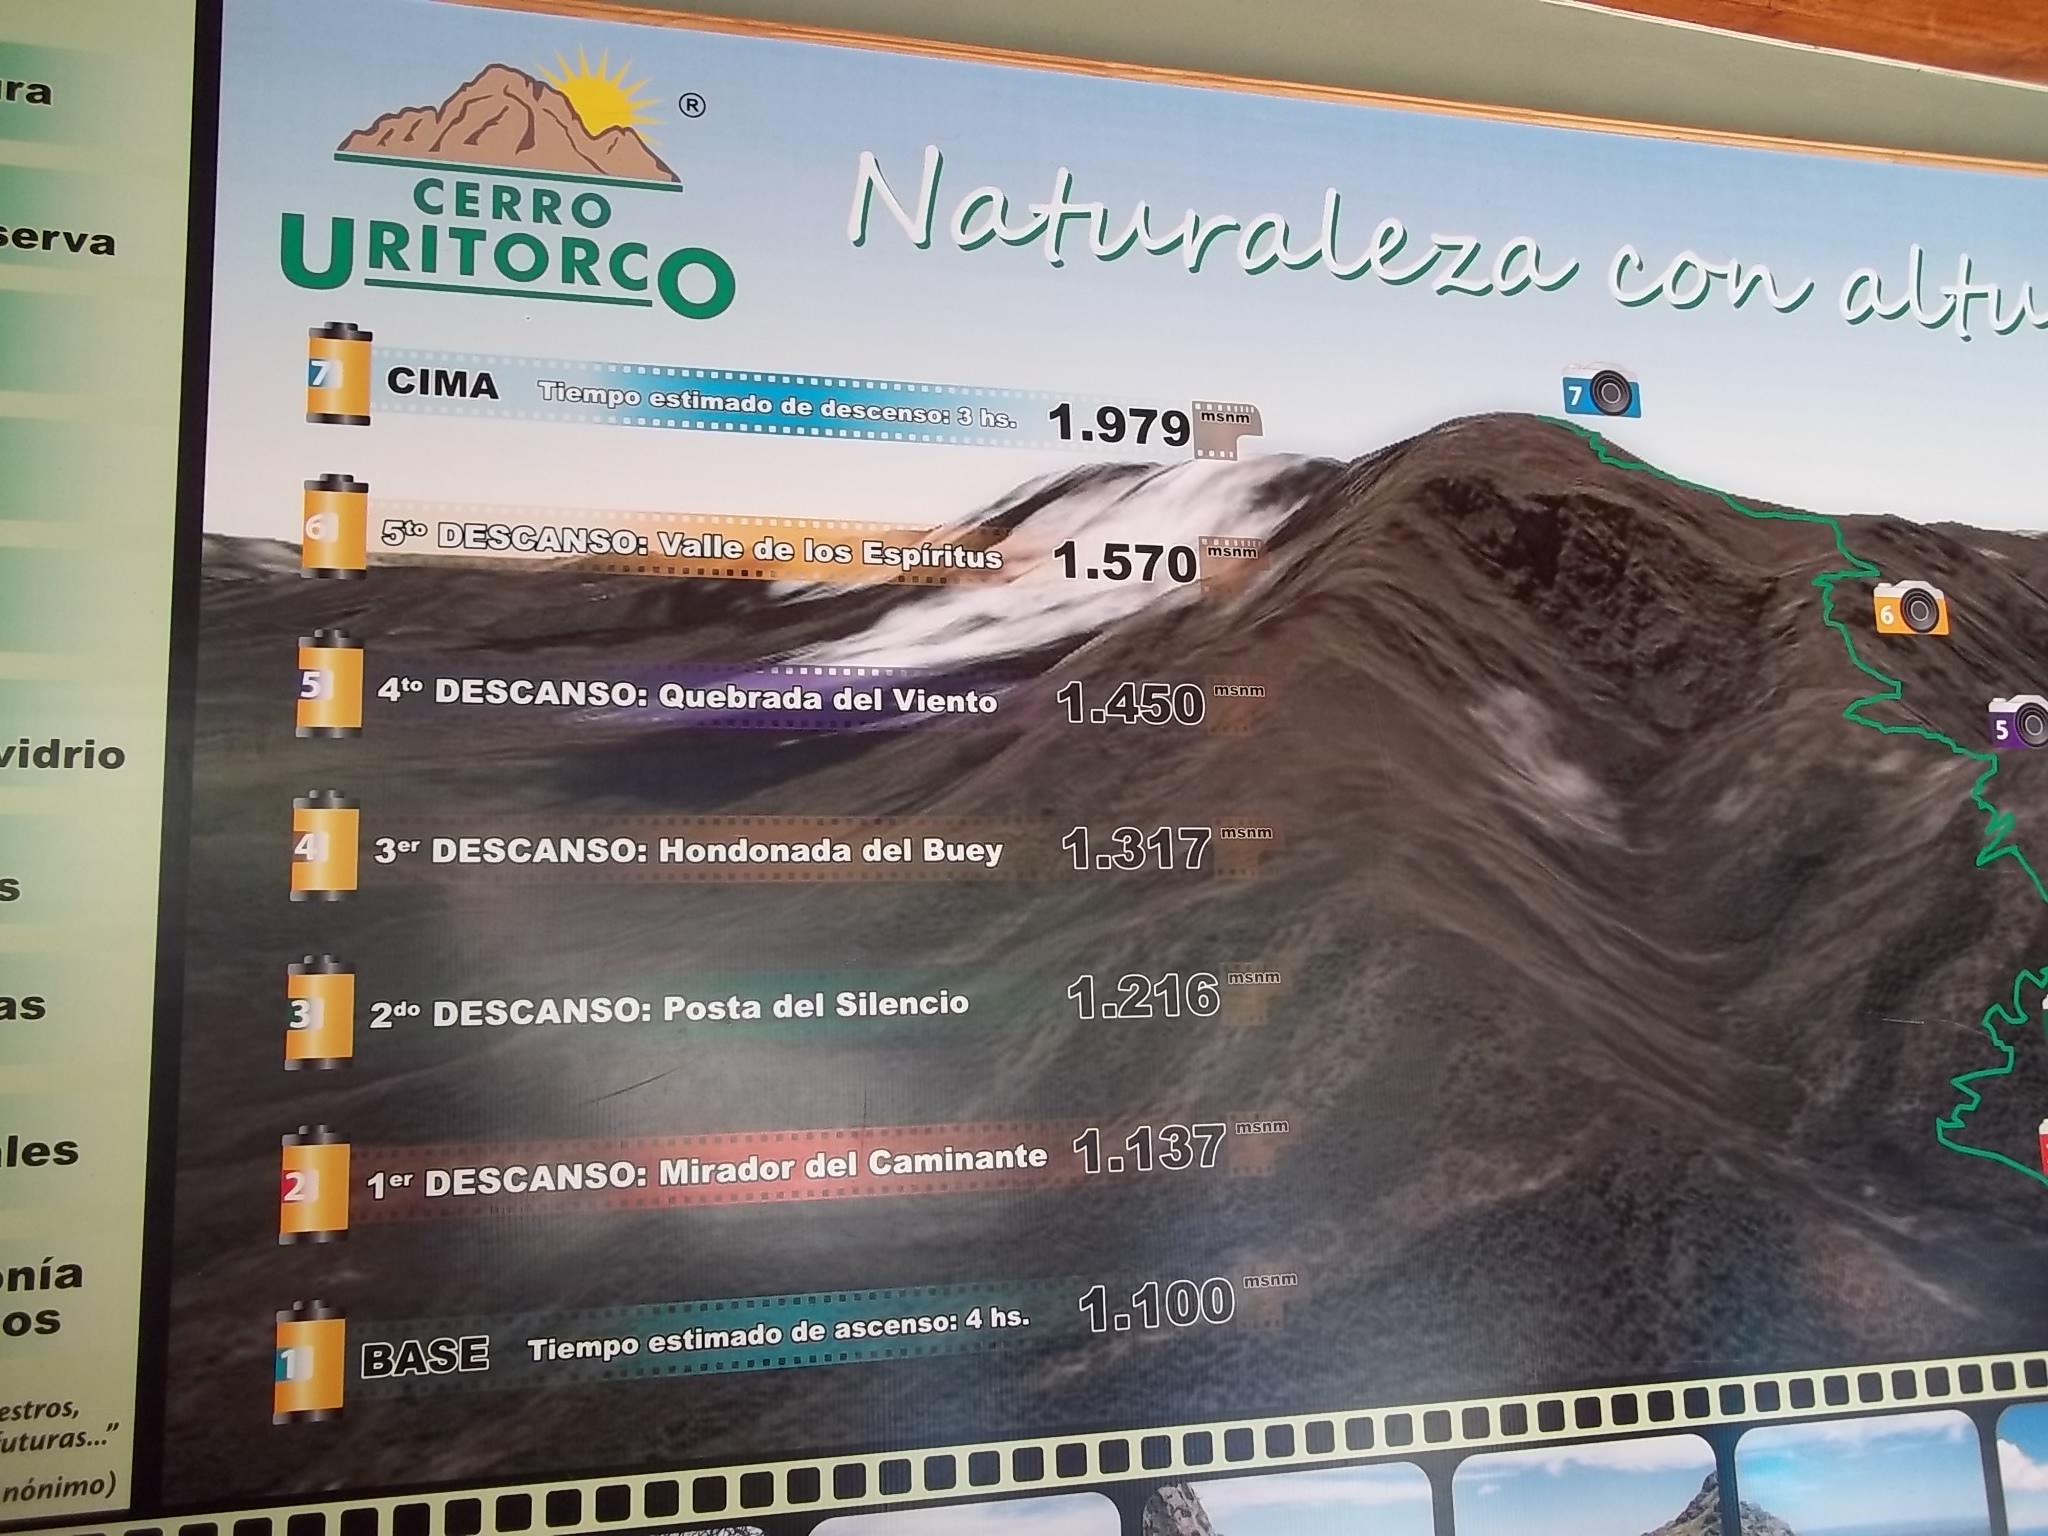 ura
serva
vidrio
s
as
ales
onía
os
estros,
futuras..."
nónimo)
®
CERRO
URITORCO
Naturaleza con altu
7 CIMA Tiempo estimado de descenso: 3 hs. 1.979 msnm
7
6 5to DESCANSO: Valle de los Espíritus 1.570 msnm
6
5 4to DESCANSO: Quebrada del Viento 1.450 msnm
5
4 3er DESCANSO: Hondonada del Buey 1.317 msnm
3 2do DESCANSO: Posta del Silencio 1.216 msnm
2 1er DESCANSO: Mirador del Caminante 1.137 msnm
1 BASE Tiempo estimado de ascenso: 4 hs. 1.100 msnm